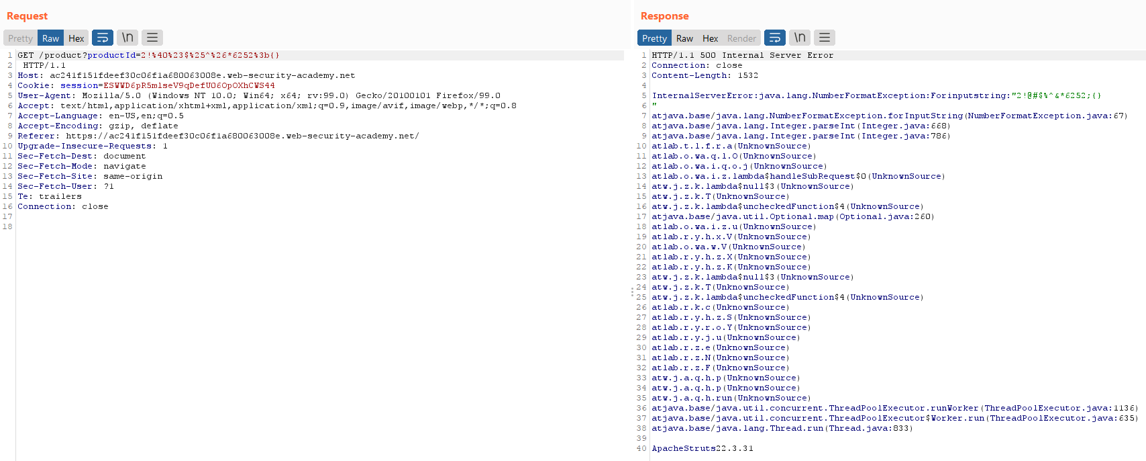 Request
Pretty Raw Hex \n
1 GET /product?productId=2!%40%23$%25^%26*6252%3b()
HTTP/1.1
2 Host: ac241f151fdeef30c06f1a680063008e.web-security-academy.net
3 Cookie: session=ESWWD6pR5m1seV9qDefU06OpOXhCWS44
5 User-Agent: Mozilla/5.0 (Windows NT 10.0; Win64; x64; rv:99.0) Gecko/20100101 Firefox/99.0
6 Accept: text/html,application/xhtml+xml,application/xml;q=0.9,image/avif,image/webp,*/*;q=0.8
7 Accept-Language: en-US,en;q=0.5
8 Accept-Encoding: gzip, deflate
9 Referer: https://ac241f151fdeef30c06f1a680063008e.web-security-academy.net/
10 Upgrade-Insecure-Requests: 1
11 Sec-Fetch-Dest: document
12 Sec-Fetch-Mode: navigate
13 Sec-Fetch-Site: same-origin
14 Sec-Fetch-User: ?1
15 Te: trailers
16 Connection: close
17
18
Response
Pretty Raw Hex Render \n
1 HTTP/1.1 500 Internal Server Error
2 Connection: close
3 Content-Length: 1532
4
5 InternalServerError:java.lang.NumberFormatException:Forinputstring:"2!@#$%^&*6252;()
6 "
7 atjava.base/java.lang.NumberFormatException.forInputString(NumberFormatException.java:67)
8 atjava.base/java.lang.Integer.parseInt(Integer.java:668)
9 atjava.base/java.lang.Integer.parseInt(Integer.java:786)
10 atlab.t.l.f.r.a(UnknownSource)
11 atlab.o.wa.q.l.O(UnknownSource)
12 atlab.o.wa.i.q.o.j(UnknownSource)
13 atlab.o.wa.i.z.lambda$handleSubRequest$0(UnknownSource)
14 atw.j.z.k.lambda$null$3(UnknownSource)
15 atw.j.z.k.T(UnknownSource)
16 atw.j.z.k.lambda$uncheckedFunction$4(UnknownSource)
17 atjava.base/java.util.Optional.map(Optional.java:260)
18 atlab.o.wa.i.z.u(UnknownSource)
19 atlab.r.y.h.x.V(UnknownSource)
20 atlab.o.wa.w.V(UnknownSource)
21 atlab.r.y.h.z.X(UnknownSource)
22 atlab.r.y.h.z.K(UnknownSource)
23 atw.j.z.k.lambda$null$3(UnknownSource)
24 atw.j.z.k.T(UnknownSource)
25 atw.j.z.k.lambda$uncheckedFunction$4(UnknownSource)
26 atlab.r.k.c(UnknownSource)
27 atlab.r.y.h.z.S(UnknownSource)
28 atlab.r.y.r.o.Y(UnknownSource)
29 atlab.r.y.j.u(UnknownSource)
30 atlab.r.z.e(UnknownSource)
31 atlab.r.z.N(UnknownSource)
32 atlab.r.z.F(UnknownSource)
33 atw.j.a.q.h.p(UnknownSource)
34 atw.j.a.q.h.p(UnknownSource)
35 atw.j.a.q.h.run(UnknownSource)
36 atjava.base/java.util.concurrent.ThreadPoolExecutor.runWorker(ThreadPoolExecutor.java:1136)
37 atjava.base/java.util.concurrent.ThreadPoolExecutor$Worker.run(ThreadPoolExecutor.java:635)
38 atjava.base/java.lang.Thread.run(Thread.java:833)
39
40 ApacheStruts22.3.31